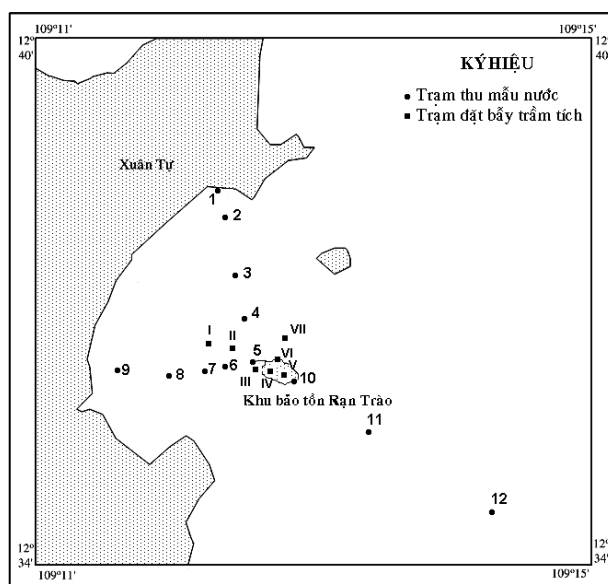 109°11'
109°15'
12°
40'
12°
40'
KÝ HIỆU
Trạm thu mẫu nước
Trạm đặt bẫy trầm tích
Xuân Tự
1
2
3
4
I
II
VII
5
VI
6
7
8
9
III
IV
V
10
Khu bảo tồn Rạn Trào
11
12
12°
34'
12°
34'
109°11'
109°15'